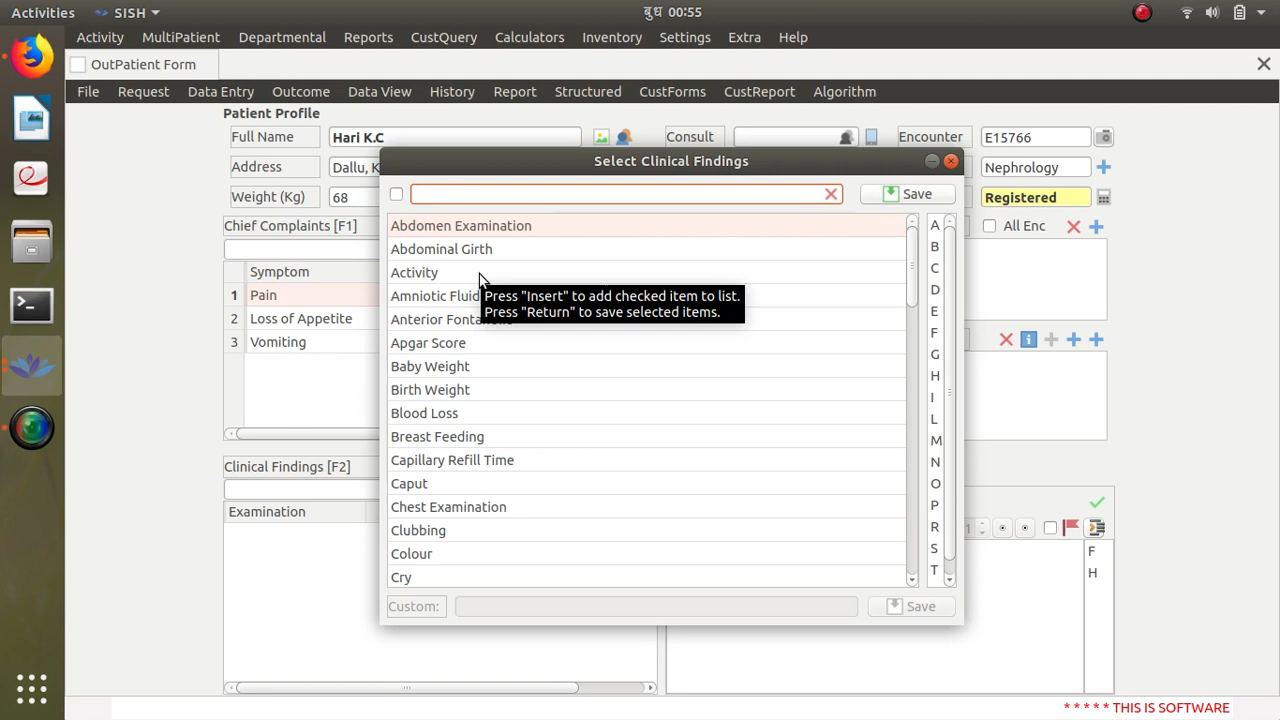 Activities SISH बुध 00:55
Activity MultiPatient Departmental Reports CustQuery Calculators Inventory Settings Extra Help
OutPatient Form
File Request Data Entry Outcome Data View History Report Structured CustForms CustReport Algorithm
Patient Profile
Full Name Hari K.C Consult Encounter E15766
Address Dallu, K Nephrology
Weight (Kg) 68 Registered
Chief Complaints [F1] All Enc
Symptom
1 Pain
2 Loss of Appetite
3 Vomiting
Clinical Findings [F2]
Examination
1
F
H
Select Clinical Findings
Save
Abdomen Examination
Abdominal Girth
Activity
Amniotic Fluid
Anterior
Apgar Score
Baby Weight
Birth Weight
Blood Loss
Breast Feeding
Capillary Refill Time
Caput
Chest Examination
Clubbing
Colour
Cry
Press "Insert" to add checked item to list.
Press "Return" to save selected items.
A
B
C
D
E
F
G
H
I
L
M
N
O
P
R
S
T
Custom: Save
* * * * * THIS IS SOFTWARE